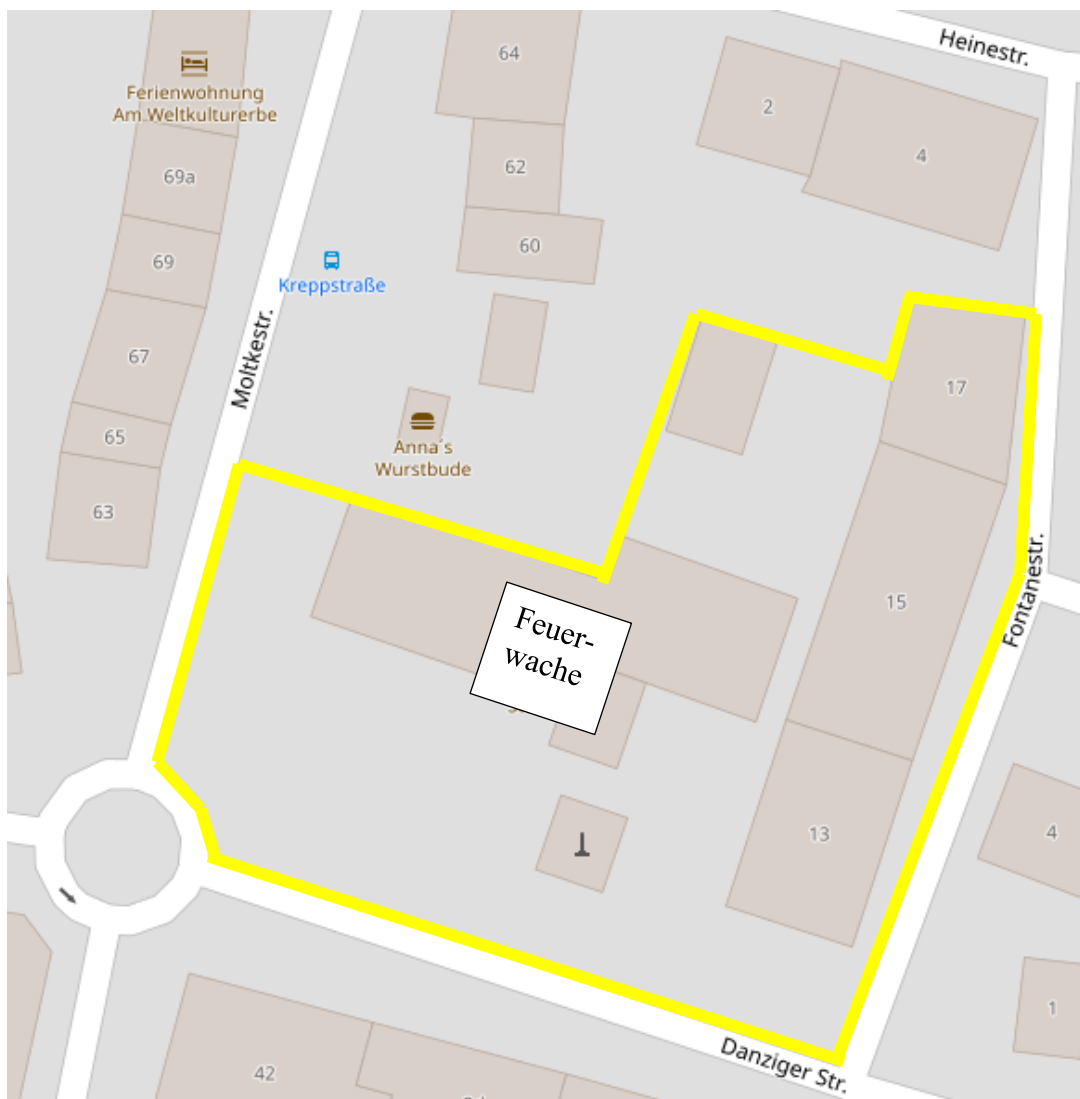 Heinestr.
64
Ferienwohnung
Am Weltkulturerbe
2
4
69a
62
60
69
Kreppstraße
Moltkestr.
67
17
65
Anna´s
Wurstbude
63
Fontanestr.
15
Feuer-
wache
13
4
1
Danziger Str.
42